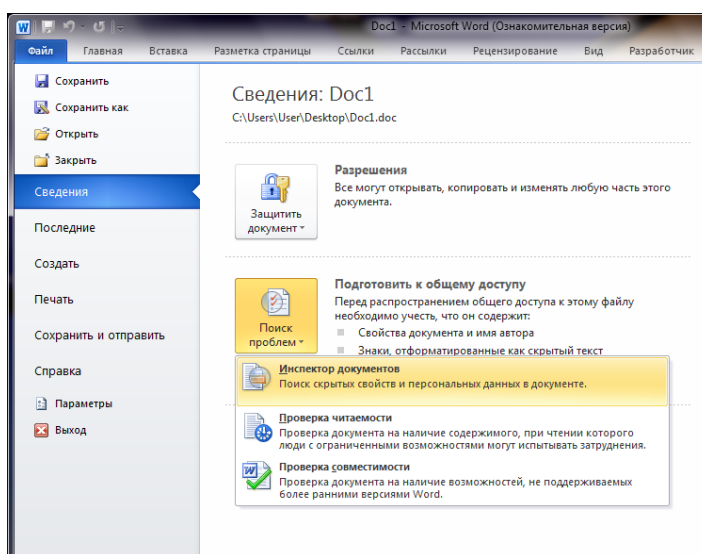 Doc1 - Microsoft Word (Ознакомительная версия)
Файл Главная Вставка Разметка страницы Ссылки Рассылки Рецензирование Вид Разработчик
Сохранить
Сохранить как
Открыть
Закрыть
Сведения
Последние
Создать
Печать
Сохранить и отправить
Справка
Параметры
Выход
Сведения: Doc1
C:\Users\User\Desktop\Doc1.doc
Защитить
документ
Разрешения
Все могут открывать, копировать и изменять любую часть этого
документа.
Поиск
проблем
Подготовить к общему доступу
Перед распространением общего доступа к этому файлу
необходимо учесть, что он содержит:
Свойства документа и имя автора
Знаки, отформатированные как скрытый текст
Инспектор документов
Поиск скрытых свойств и персональных данных в документе.
Проверка читаемости
Проверка документа на наличие содержимого, при чтении которого
люди с ограниченными возможностями могут испытывать затруднения.
Проверка совместимости
Проверка документа на наличие возможностей, не поддерживаемых
более ранними версиями Word.